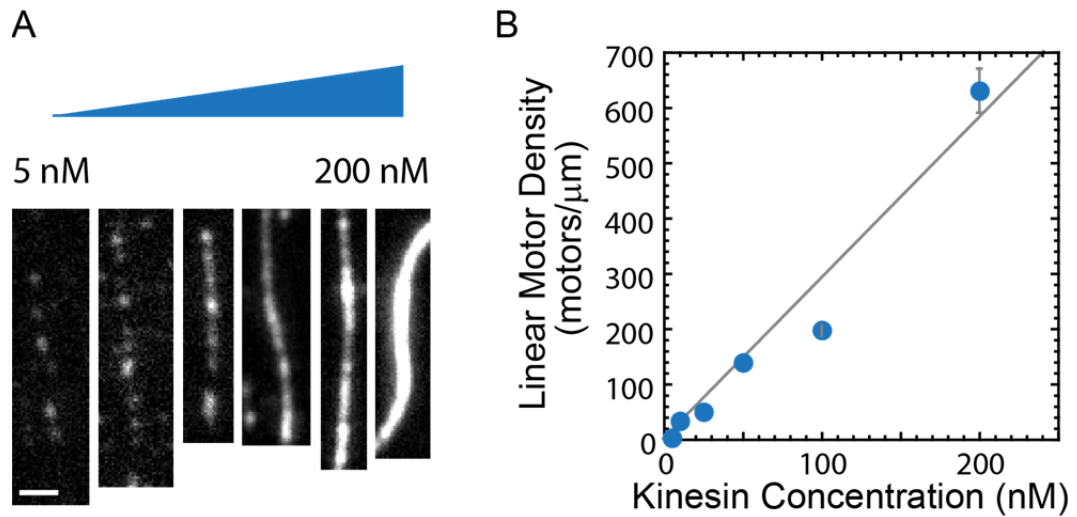 A
5 nM
200 nM
B
Linear Motor Density
(motors/μm)
700
600
500
400
300
200
100
0
0
100
200
Kinesin Concentration (nM)